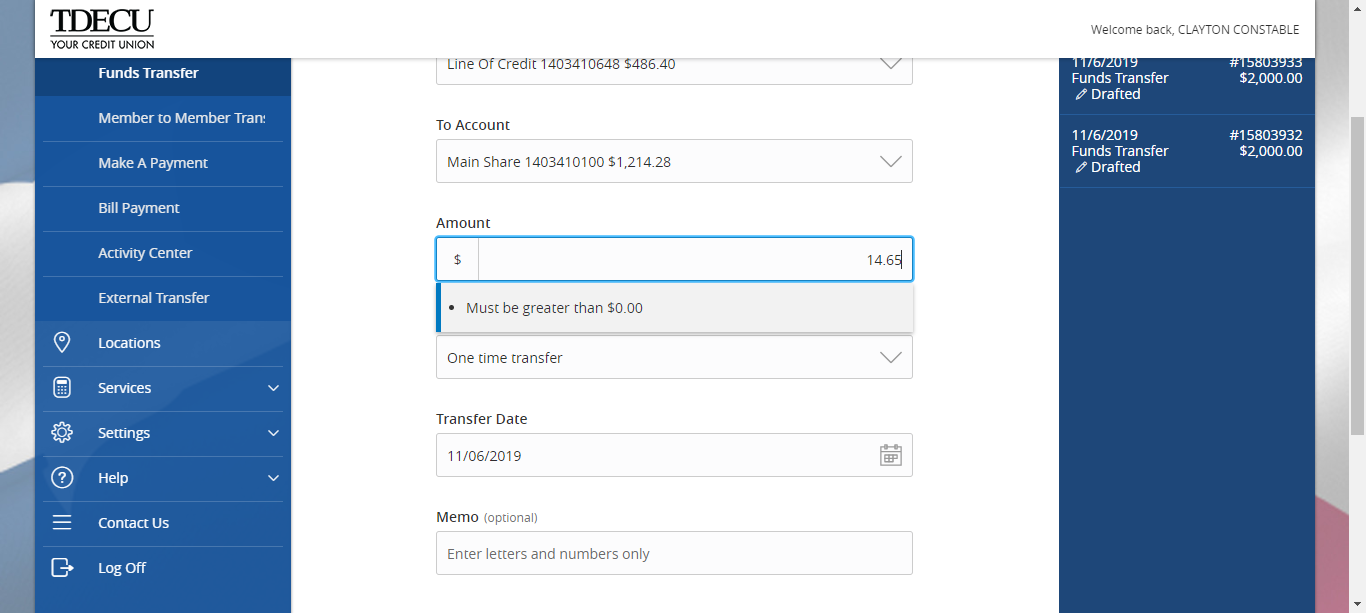 TDECU
YOUR CREDIT UNION
Welcome back, CLAYTON CONSTABLE
Funds Transfer
Member to Member Tran
Make A Payment
Bill Payment
Activity Center
External Transfer
Locations
Services
Settings
Help
Contact Us
Log Off
Line Of Credit 1403410648 $486.40
To Account
Main Share 1403410100 $1,214.28
Amount
$ 14.65
Must be greater than $0.00
One time transfer
Transfer Date
11/06/2019
Memo (optional)
Enter letters and numbers only
11/6/2019 #15803933
Funds Transfer $2,000.00
Drafted
11/6/2019 #15803932
Funds Transfer $2,000.00
Drafted